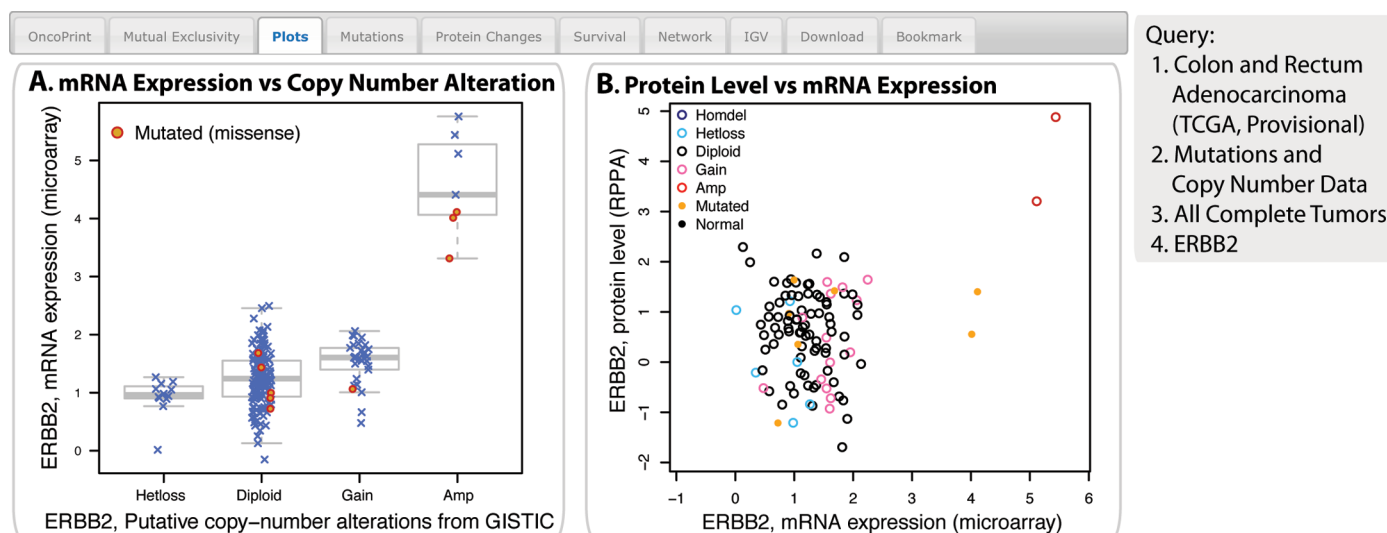 OncoPrint
Mutual Exclusivity
Plots
Mutations
Protein Changes
Survival
Network
IGV
Download
Bookmark
A. mRNA Expression vs Copy Number Alteration
Mutated (missense)
ERBB2, mRNA expression (microarray)
5
4
3
2
1
0
Hetloss
Diploid
Gain
Amp
ERBB2, Putative copy−number alterations from GISTIC
B. Protein Level vs mRNA Expression
Homdel
Hetloss
Diploid
Gain
Amp
Mutated
Normal
ERBB2, protein level (RPPA)
5
4
3
2
1
0
−1
−2
−1
0
1
2
3
4
5
6
ERBB2, mRNA expression (microarray)
Query:
1. Colon and Rectum
Adenocarcinoma
(TCGA, Provisional)
2. Mutations and
Copy Number Data
3. All Complete Tumors
4. ERBB2